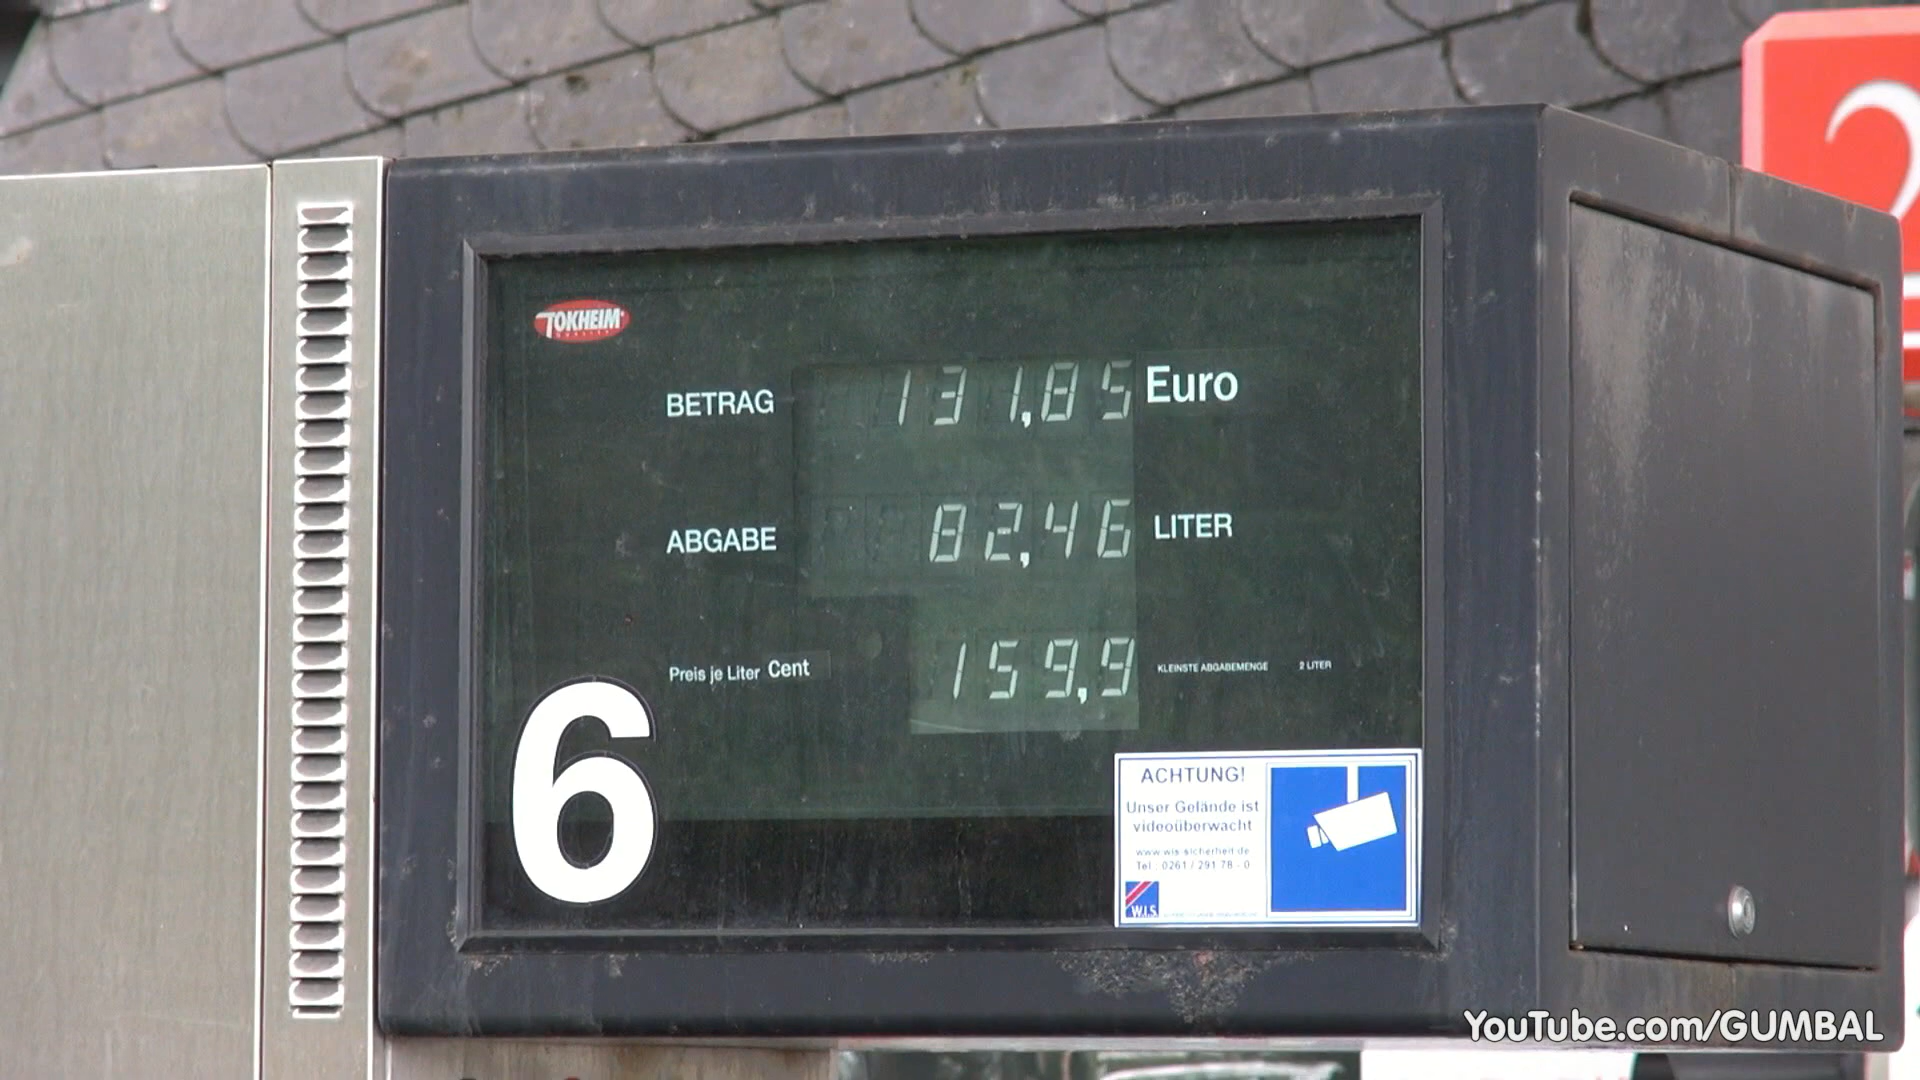 2
TOKHEIM
BETRAG 131,85 Euro
ABGABE 82,46 LITER
Preis je Liter Cent 159,9 KLEINSTE ABGABEMENGE 2 LITER
6
ACHTUNG!
Unser Gelände ist
videoüberwacht
www.wis-sicherheit.de
Tel.: 0261 / 291 78 - 0
W.I.S.
YouTube.com/GUMBAL